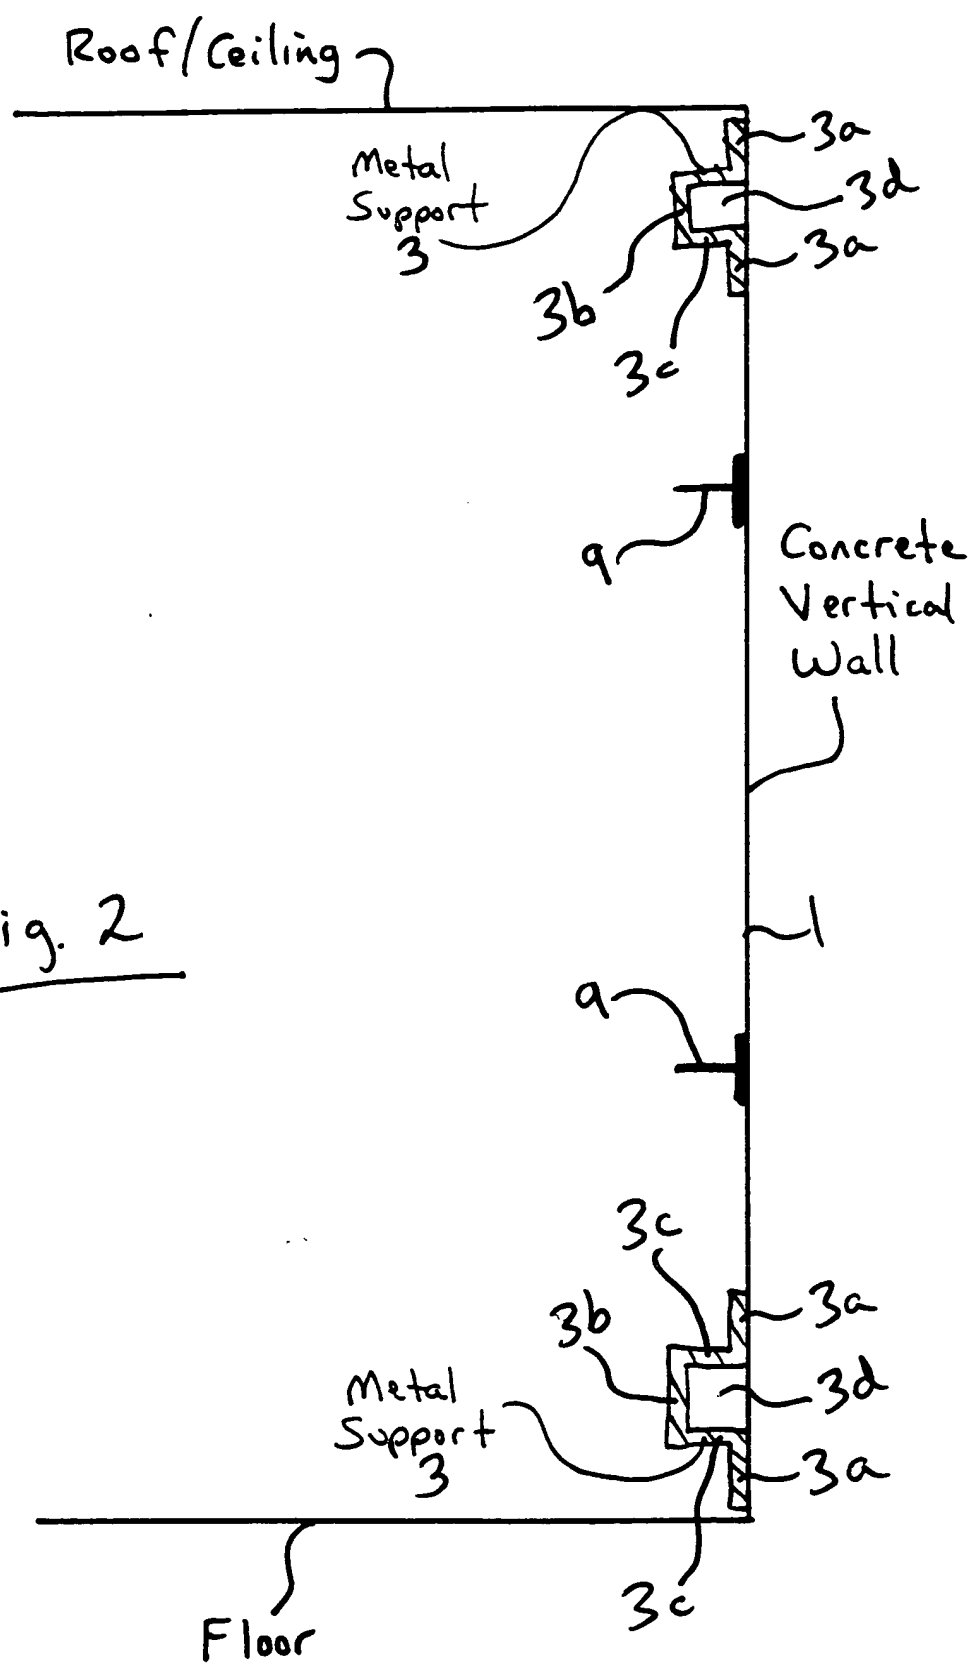 Roof/Ceiling
3a
Metal
Support
3
3d
3a
3b
3c
9
Concrete
Vertical
Wall
ig. 2
1
9
3c
3a
3b
3d
Metal
Support
3
3a
3c
Floor